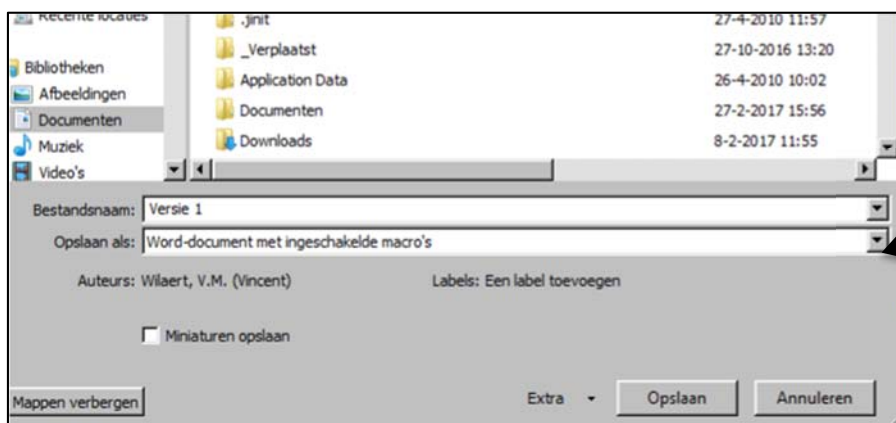 Recente locaties
Bibliotheken
Afbeeldingen
Documenten
Muziek
Video's
.jinit 27-4-2010 11:57
_Verplaatst 27-10-2016 13:20
Application Data 26-4-2010 10:02
Documenten 27-2-2017 15:56
Downloads 8-2-2017 11:55
Bestandsnaam: Versie 1
Opslaan als: Word-document met ingeschakelde macro's
Auteurs: Wilaert, V.M. (Vincent) Labels: Een label toevoegen
Miniaturen opslaan
Mappen verbergen Extra Opslaan Annuleren